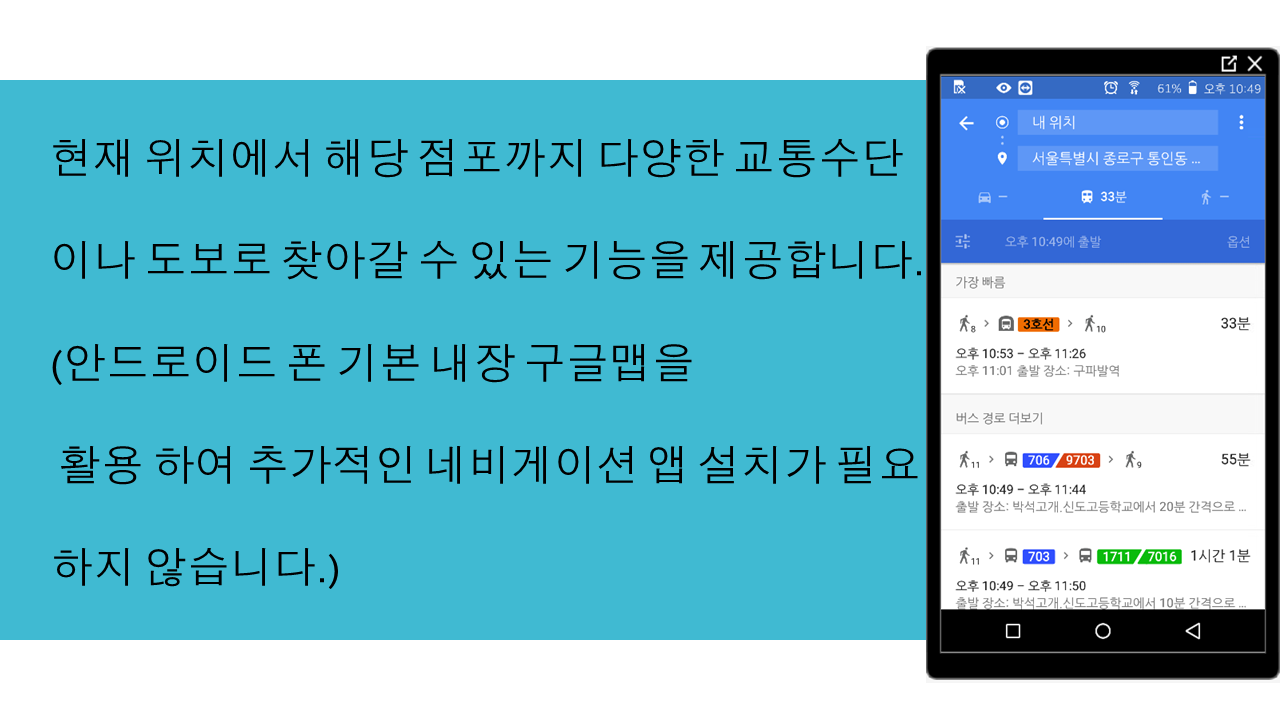 현재 위치에서 해당 점포까지 다양한 교통수단
이나 도보로 찾아갈 수 있는 기능을 제공합니다.
(안드로이드 폰 기본 내장 구글맵을
활용 하여 추가적인 네비게이션 앱 설치가 필요
하지 않습니다.)
61% 오후 10:49
내 위치
서울특별시 종로구 통인동 ...
– 33분 –
오후 10:49에 출발 옵션
가장 빠름
8 > 3호선 > 10 33분
오후 10:53 – 오후 11:26
오후 11:01 출발 장소: 구파발역
버스 경로 더보기
11 > 706 / 9703 > 9 55분
오후 10:49 – 오후 11:44
출발 장소: 박석고개.신도고등학교에서 20분 간격으로 ...
11 > 703 > 1711 / 7016 1시간 1분
오후 10:49 – 오후 11:50
출발 장소: 박석고개.신도고등학교에서 10분 간격으로 ...